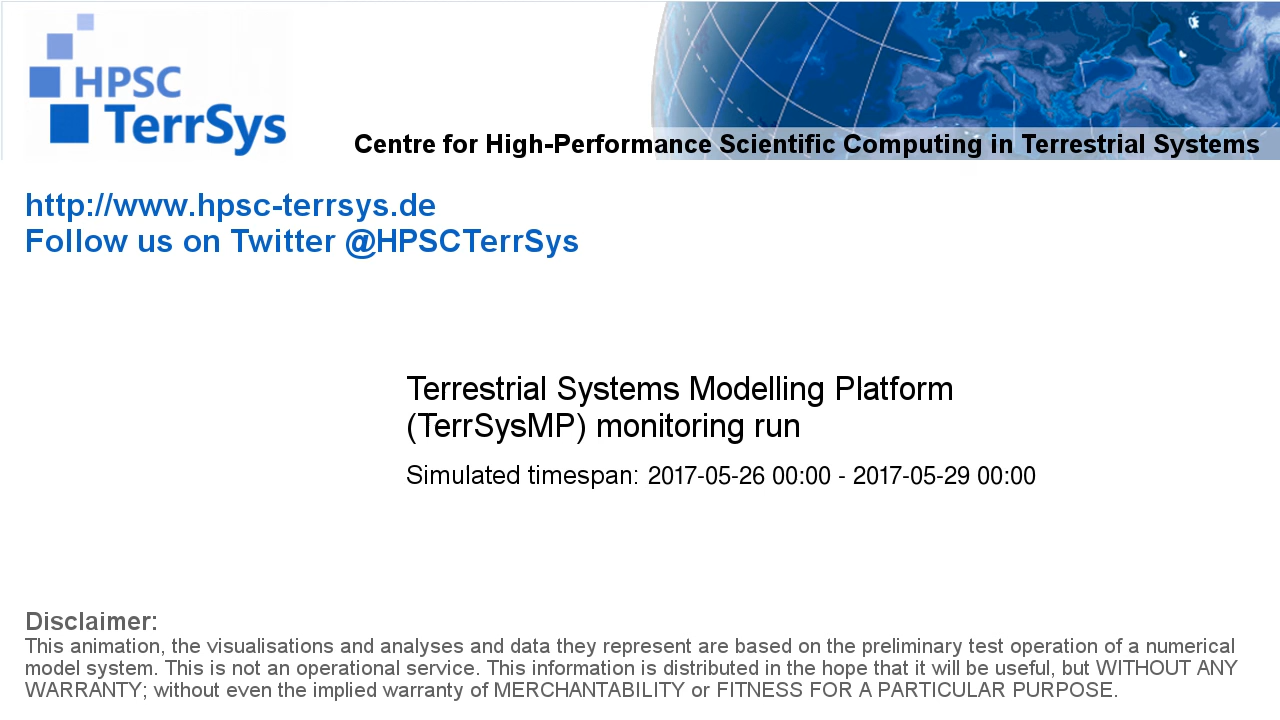 HPSC
TerrSys
Centre for High-Performance Scientific Computing in Terrestrial Systems
http://www.hpsc-terrsys.de
Follow us on Twitter @HPSCTerrSys
Terrestrial Systems Modelling Platform
(TerrSysMP) monitoring run
Simulated timespan: 2017-05-26 00:00 - 2017-05-29 00:00
Disclaimer:
This animation, the visualisations and analyses and data they represent are based on the preliminary test operation of a numerical
model system. This is not an operational service. This information is distributed in the hope that it will be useful, but WITHOUT ANY
WARRANTY; without even the implied warranty of MERCHANTABILITY or FITNESS FOR A PARTICULAR PURPOSE.